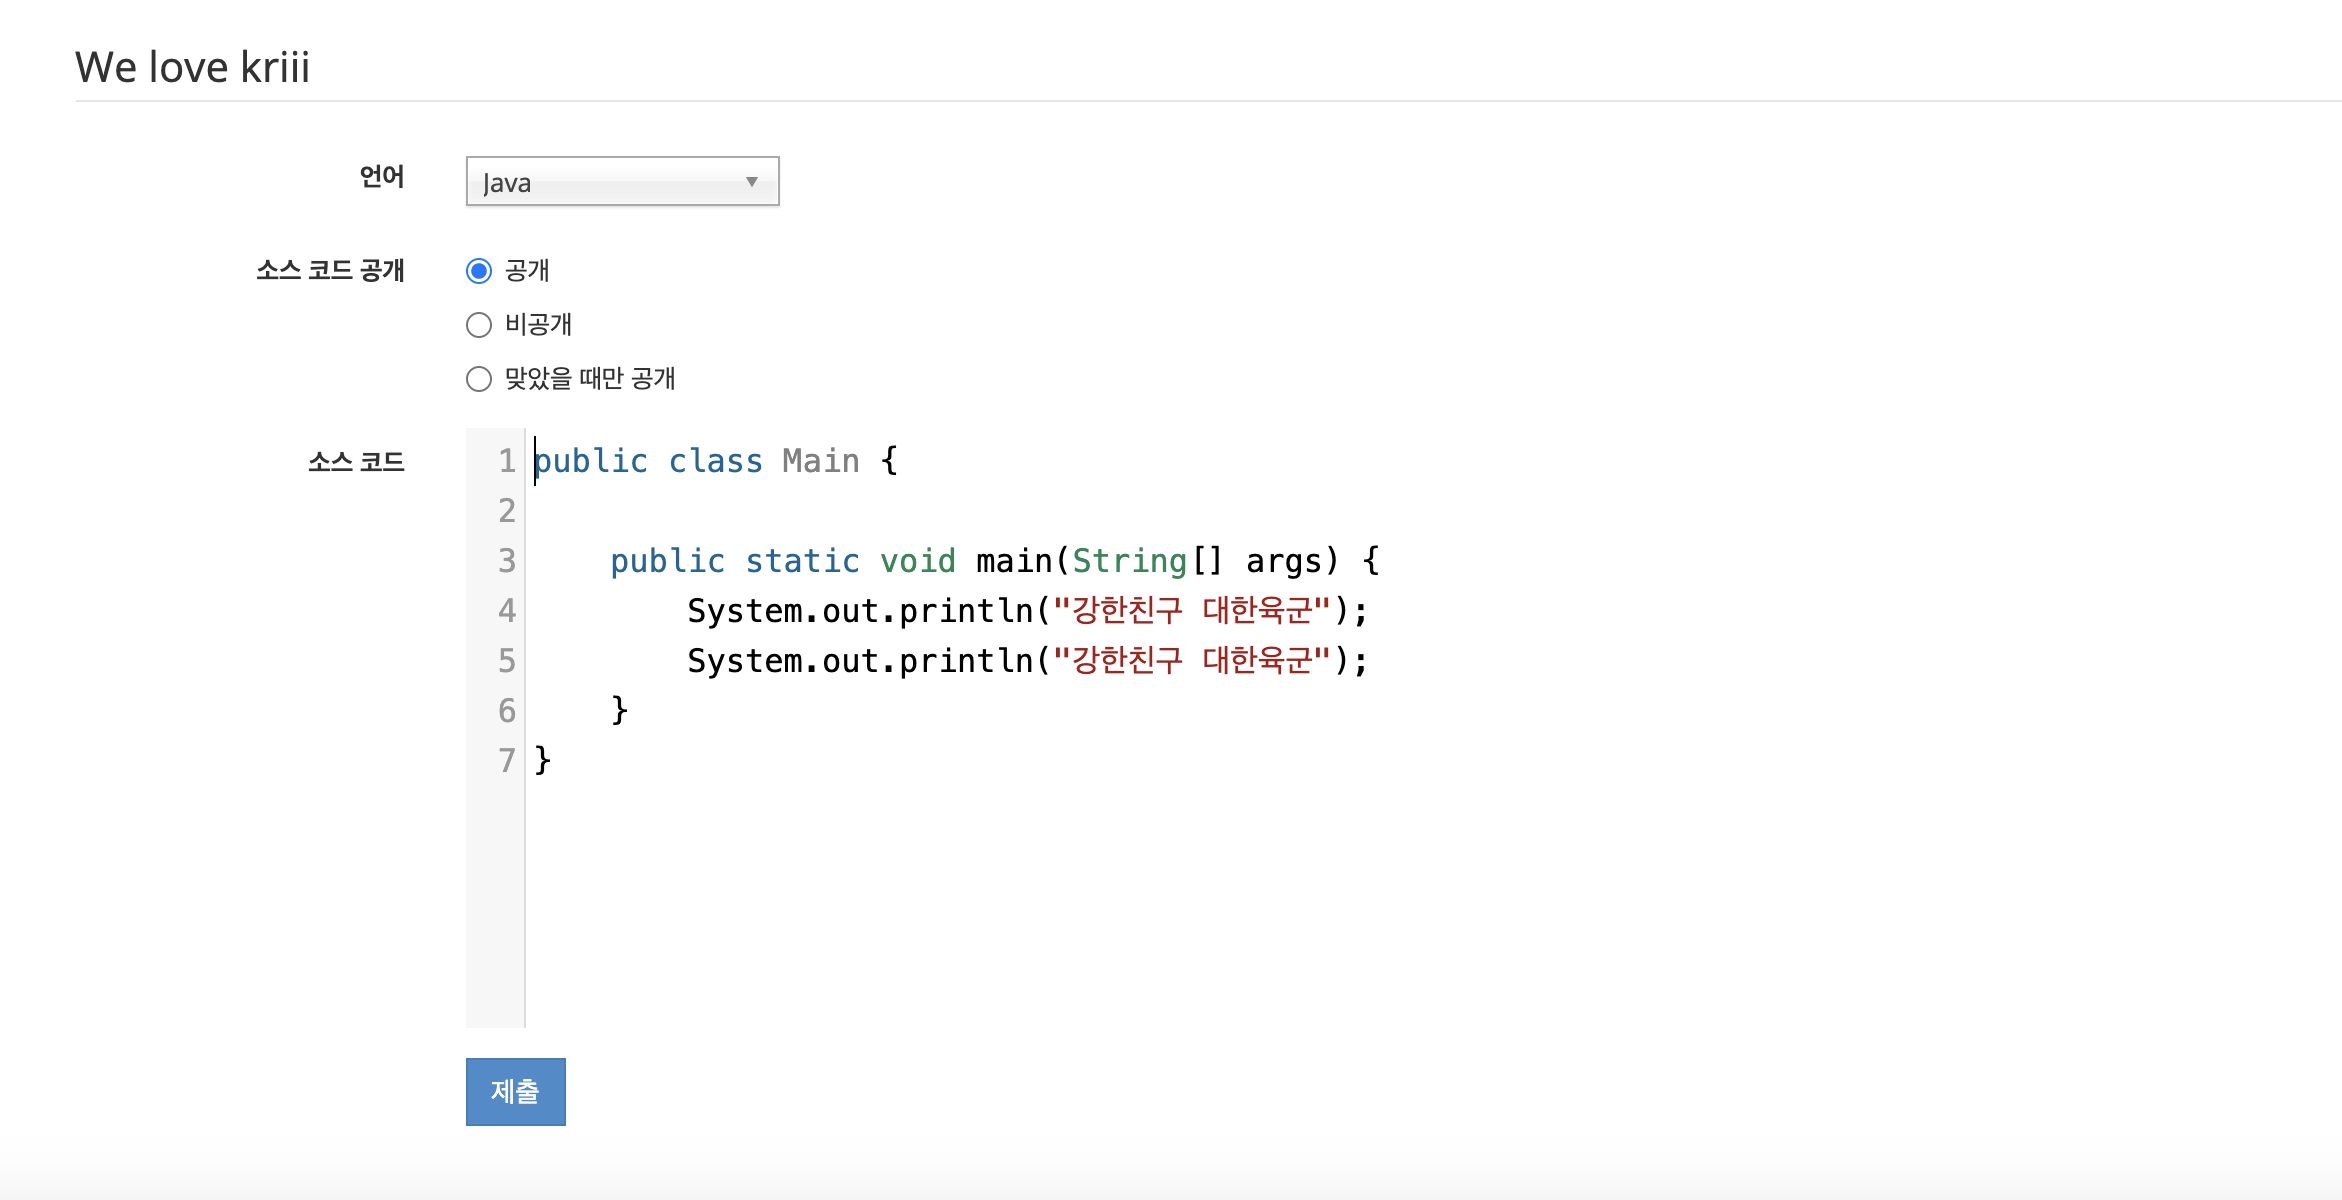 We love kriii
언어 Java ▼
소스 코드 공개 공개
비공개
맞았을 때만 공개
소스 코드
1 public class Main {
2
3     public static void main(String[] args) {
4         System.out.println("강한친구 대한육군");
5         System.out.println("강한친구 대한육군");
6     }
7 }
제출